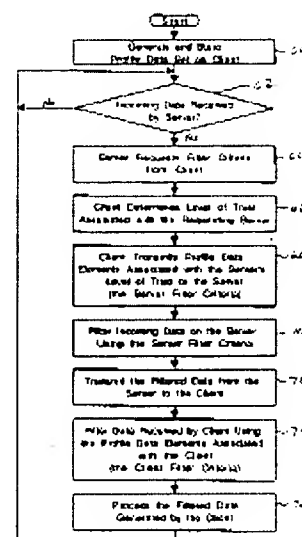 Start
Generate and Store
Profile Data Set on Client
Incoming Data Received
by Server?
No
Server Requests Filter Criteria
from Client
Client Determines Level of Trust
Associated with the Requesting Server
Client Transmits Profile Data
Elements Associated with the Server's
Level of Trust to the Server
(the Server Filter Criteria)
Filter Incoming Data on the Server
Using the Server Filter Criteria
Transmit the Filtered Data from the
Server to the Client
Filter Data Received by Client Using
the Profile Data Elements Associated
with the Client
(the Client Filter Criteria)
Process the Filtered Data
Generated by the Client